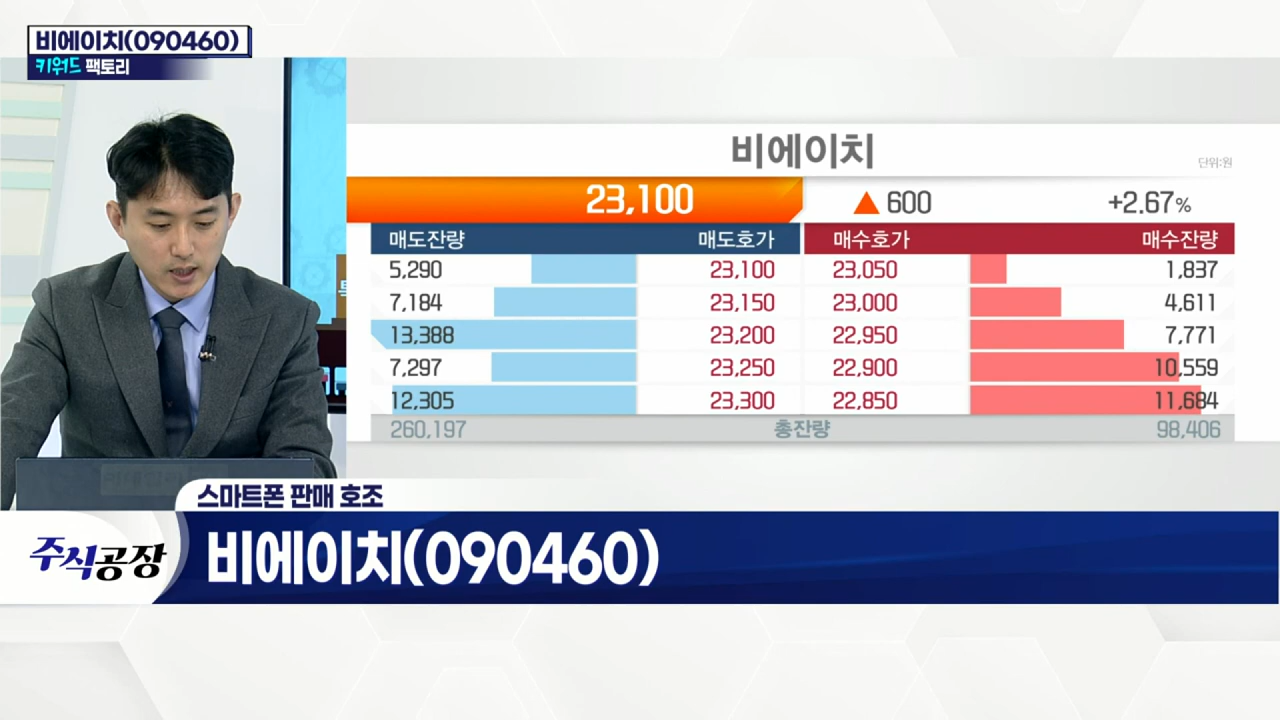 비에이치(090460)
키워드 팩토리
비에이치
단위:원
23,100 ▲ 600 +2.67%
매도잔량 매도호가 매수호가 매수잔량
5,290 23,100 23,050 1,837
7,184 23,150 23,000 4,611
13,388 23,200 22,950 7,771
7,297 23,250 22,900 10,559
12,305 23,300 22,850 11,684
260,197 총잔량 98,406
스마트폰 판매 호조
주식공장
비에이치(090460)